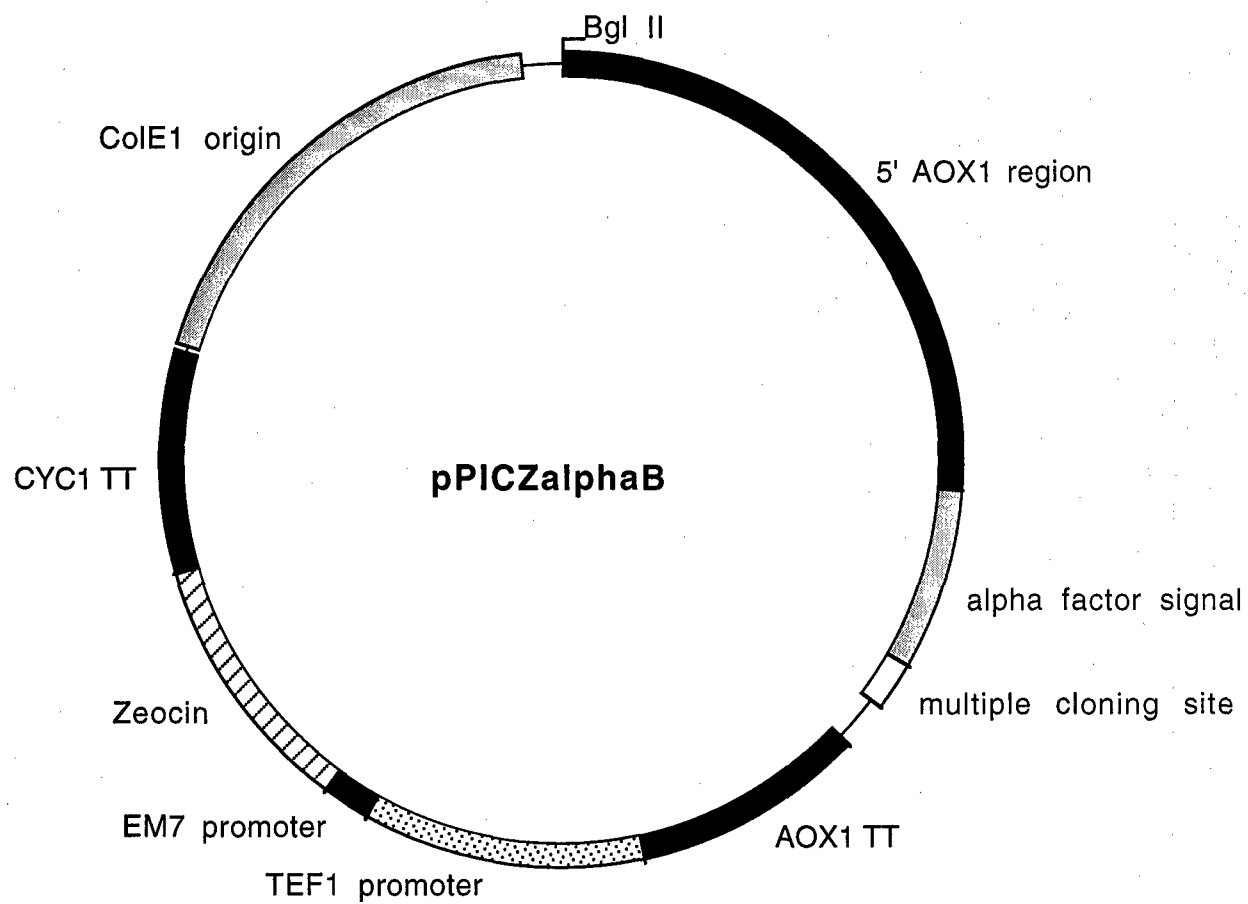 Bgl II
ColE1 origin
5' AOX1 region
CYC1 TT
pPICZalphaB
alpha factor signal
multiple cloning site
Zeocin
EM7 promoter
AOX1 TT
TEF1 promoter